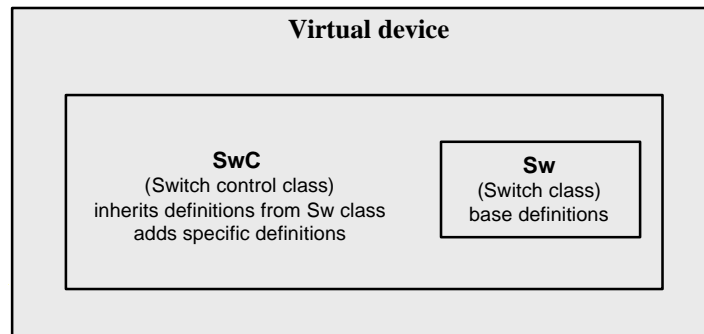 Virtual device
SwC
(Switch control class)
inherits definitions from Sw class
adds specific definitions
Sw
(Switch class)
base definitions